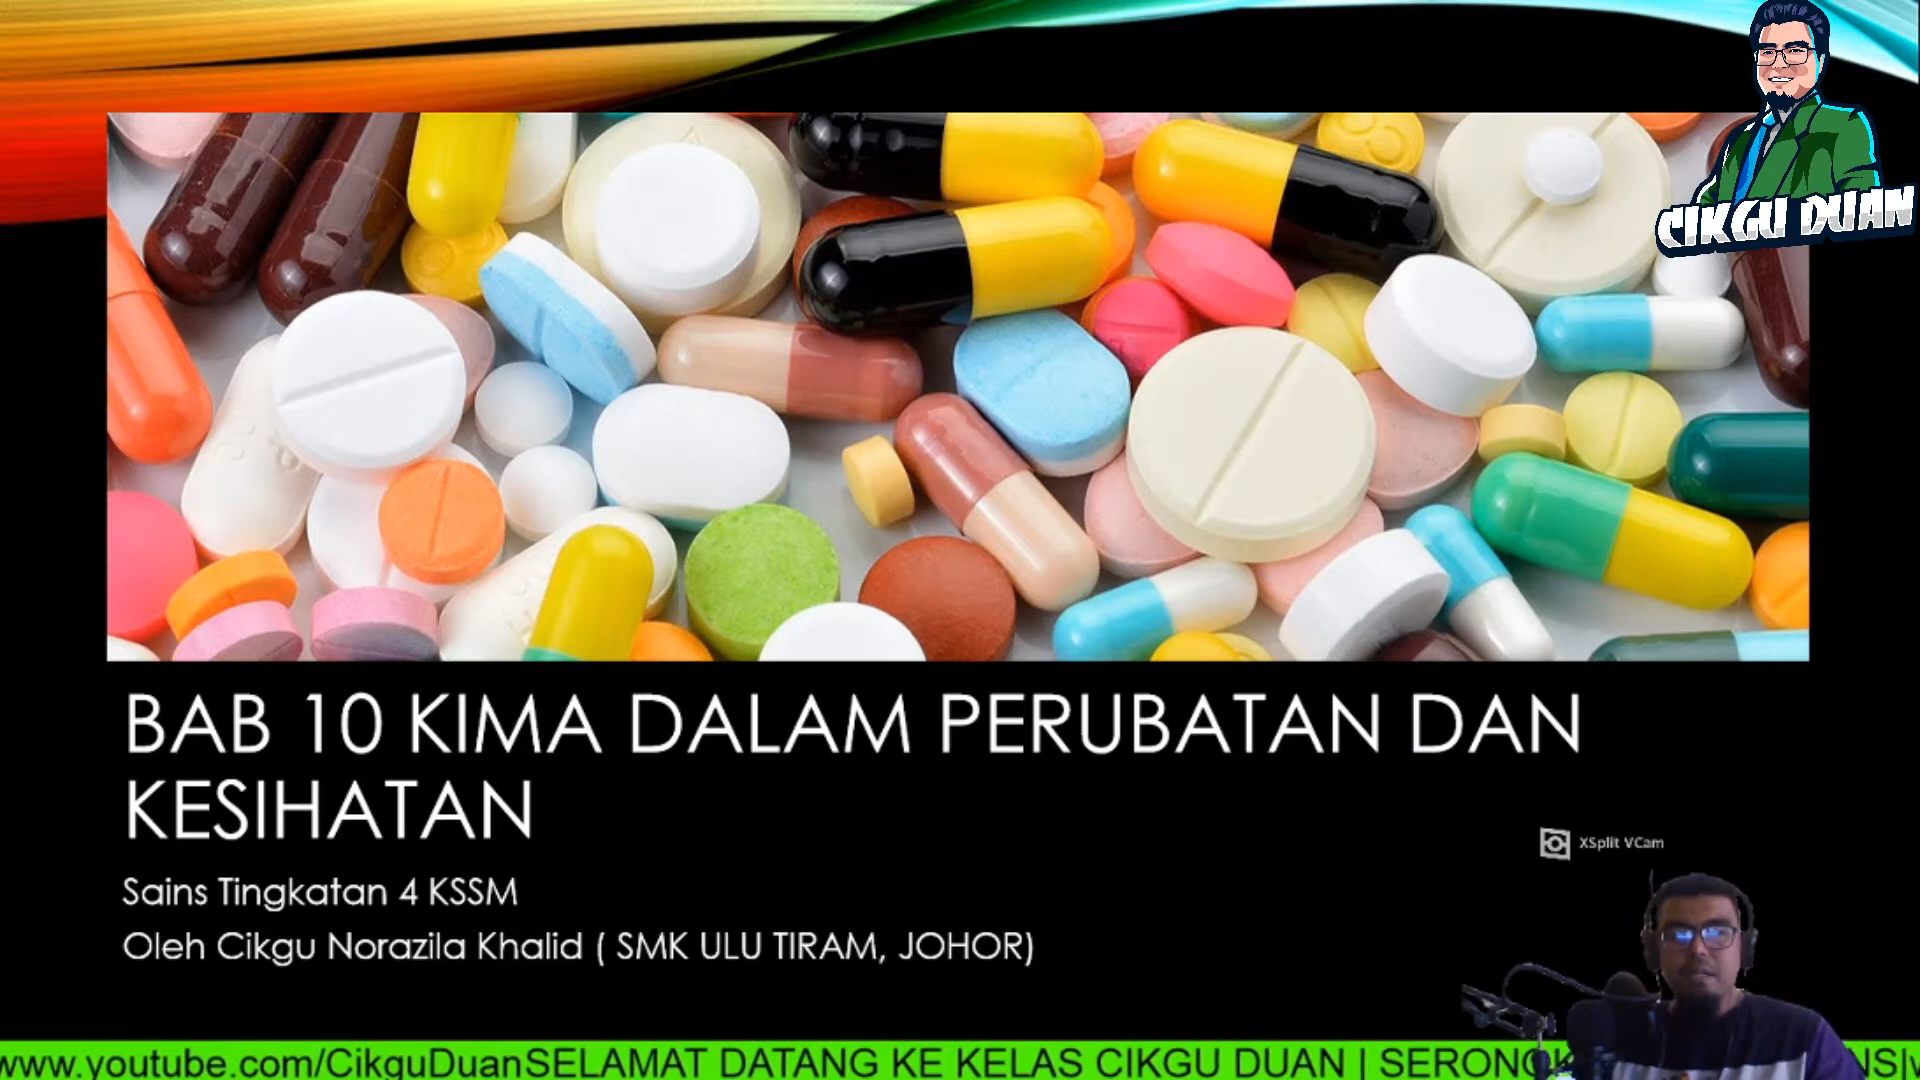 CIKGU DUAN
BAB 10 KIMA DALAM PERUBATAN DAN
KESIHATAN
XSplit VCam
Sains Tingkatan 4 KSSM
Oleh Cikgu Norazila Khalid ( SMK ULU TIRAM, JOHOR)
www.youtube.com/CikguDuanSELAMAT DATANG KE KELAS CIKGU DUAN |